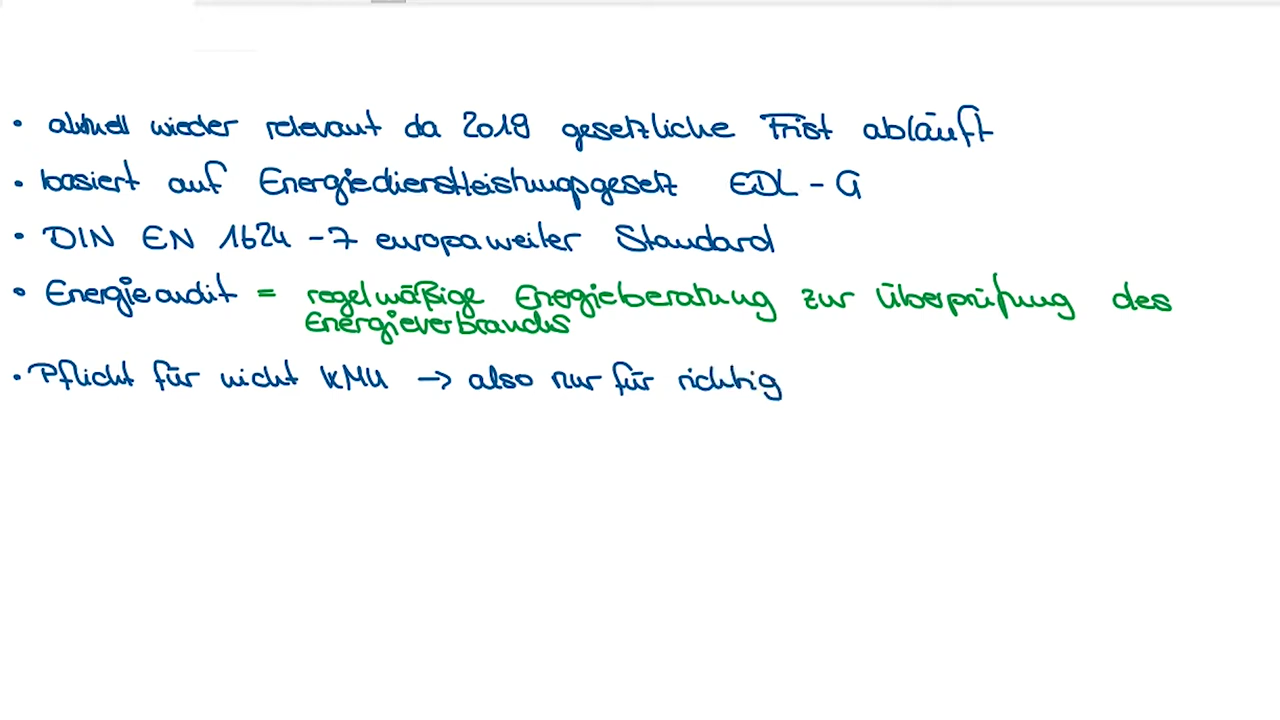 • aktuell wieder relevant da 2019 gesetzliche Frist abläuft
• basiert auf Energiedienstleistungsgesetz EDL-G
• DIN EN 1624-7 europaweiter Standard
• Energieaudit = regelmäßige Energieberatung zur Überprüfung des
Energieverbrauchs
• Pflicht für nicht KMU → also nur für richtig